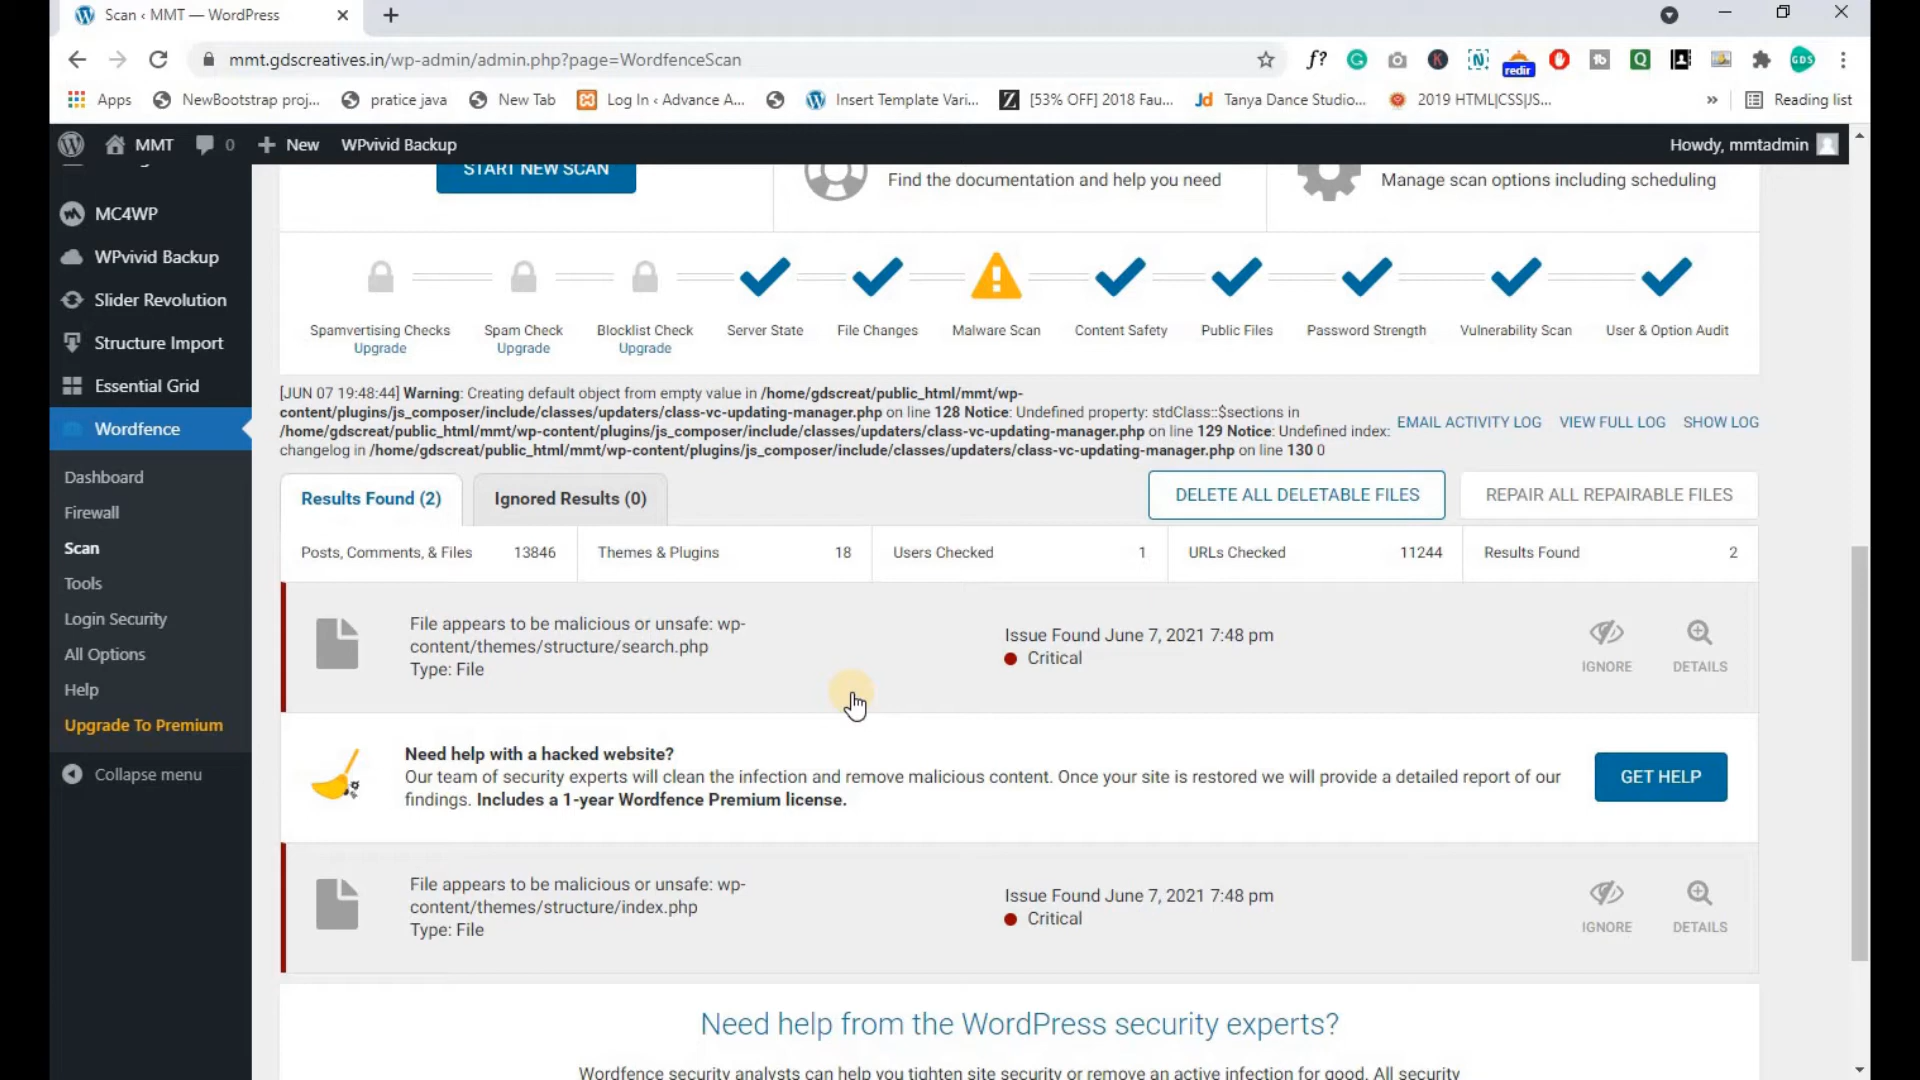 Scan ‹ MMT — WordPress
mmt.gdscreatives.in/wp-admin/admin.php?page=WordfenceScan
f?
redir
GDS
Apps
NewBootstrap proj...
pratice java
New Tab
Log In ‹ Advance A...
Insert Template Vari...
[53% OFF] 2018 Fau...
Tanya Dance Studio...
2019 HTML|CSS|JS...
»
Reading list
MMT
0
New
WPvivid Backup
Howdy, mmtadmin
MC4WP
WPvivid Backup
Slider Revolution
Structure Import
Essential Grid
Wordfence
Dashboard
Firewall
Scan
Tools
Login Security
All Options
Help
Upgrade To Premium
Collapse menu
START NEW SCAN
Find the documentation and help you need
Manage scan options including scheduling
Spamvertising Checks
Upgrade
Spam Check
Upgrade
Blocklist Check
Upgrade
Server State
File Changes
Malware Scan
Content Safety
Public Files
Password Strength
Vulnerability Scan
User & Option Audit
[JUN 07 19:48:44] Warning: Creating default object from empty value in /home/gdscreat/public_html/mmt/wp-
content/plugins/js_composer/include/classes/updaters/class-vc-updating-manager.php on line 128 Notice: Undefined property: stdClass::$sections in
/home/gdscreat/public_html/mmt/wp-content/plugins/js_composer/include/classes/updaters/class-vc-updating-manager.php on line 129 Notice: Undefined index:
changelog in /home/gdscreat/public_html/mmt/wp-content/plugins/js_composer/include/classes/updaters/class-vc-updating-manager.php on line 130 0
EMAIL ACTIVITY LOG
VIEW FULL LOG
SHOW LOG
Results Found (2)
Ignored Results (0)
DELETE ALL DELETABLE FILES
REPAIR ALL REPAIRABLE FILES
Posts, Comments, & Files 13846
Themes & Plugins 18
Users Checked 1
URLs Checked 11244
Results Found 2
File appears to be malicious or unsafe: wp-
content/themes/structure/search.php
Type: File
Issue Found June 7, 2021 7:48 pm
Critical
IGNORE
DETAILS
Need help with a hacked website?
Our team of security experts will clean the infection and remove malicious content. Once your site is restored we will provide a detailed report of our
findings. Includes a 1-year Wordfence Premium license.
GET HELP
File appears to be malicious or unsafe: wp-
content/themes/structure/index.php
Type: File
Issue Found June 7, 2021 7:48 pm
Critical
IGNORE
DETAILS
Need help from the WordPress security experts?
Wordfence security analysts can help you tighten site security or remove an active infection for good. All security